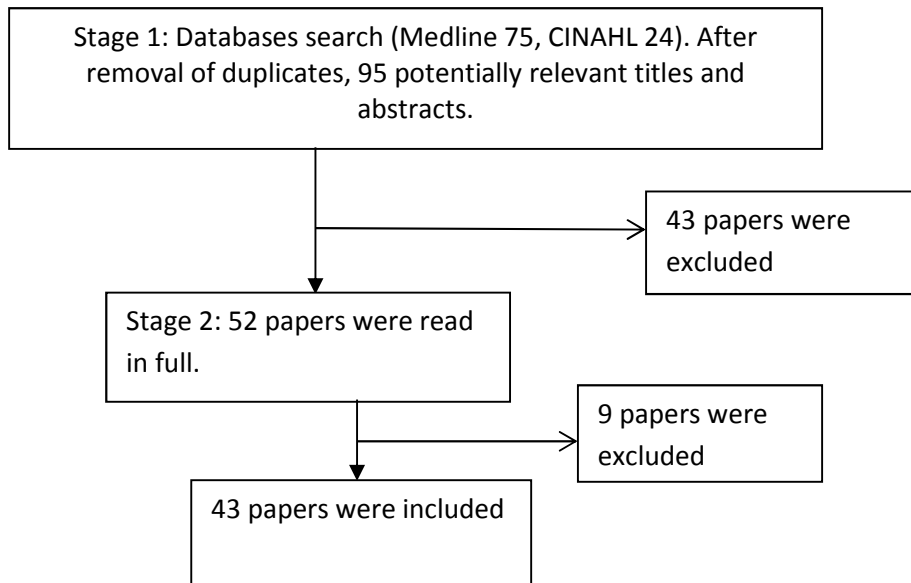 Stage 1: Databases search (Medline 75, CINAHL 24). After
removal of duplicates, 95 potentially relevant titles and
abstracts.
43 papers were
excluded
Stage 2: 52 papers were read
in full.
9 papers were
excluded
43 papers were included